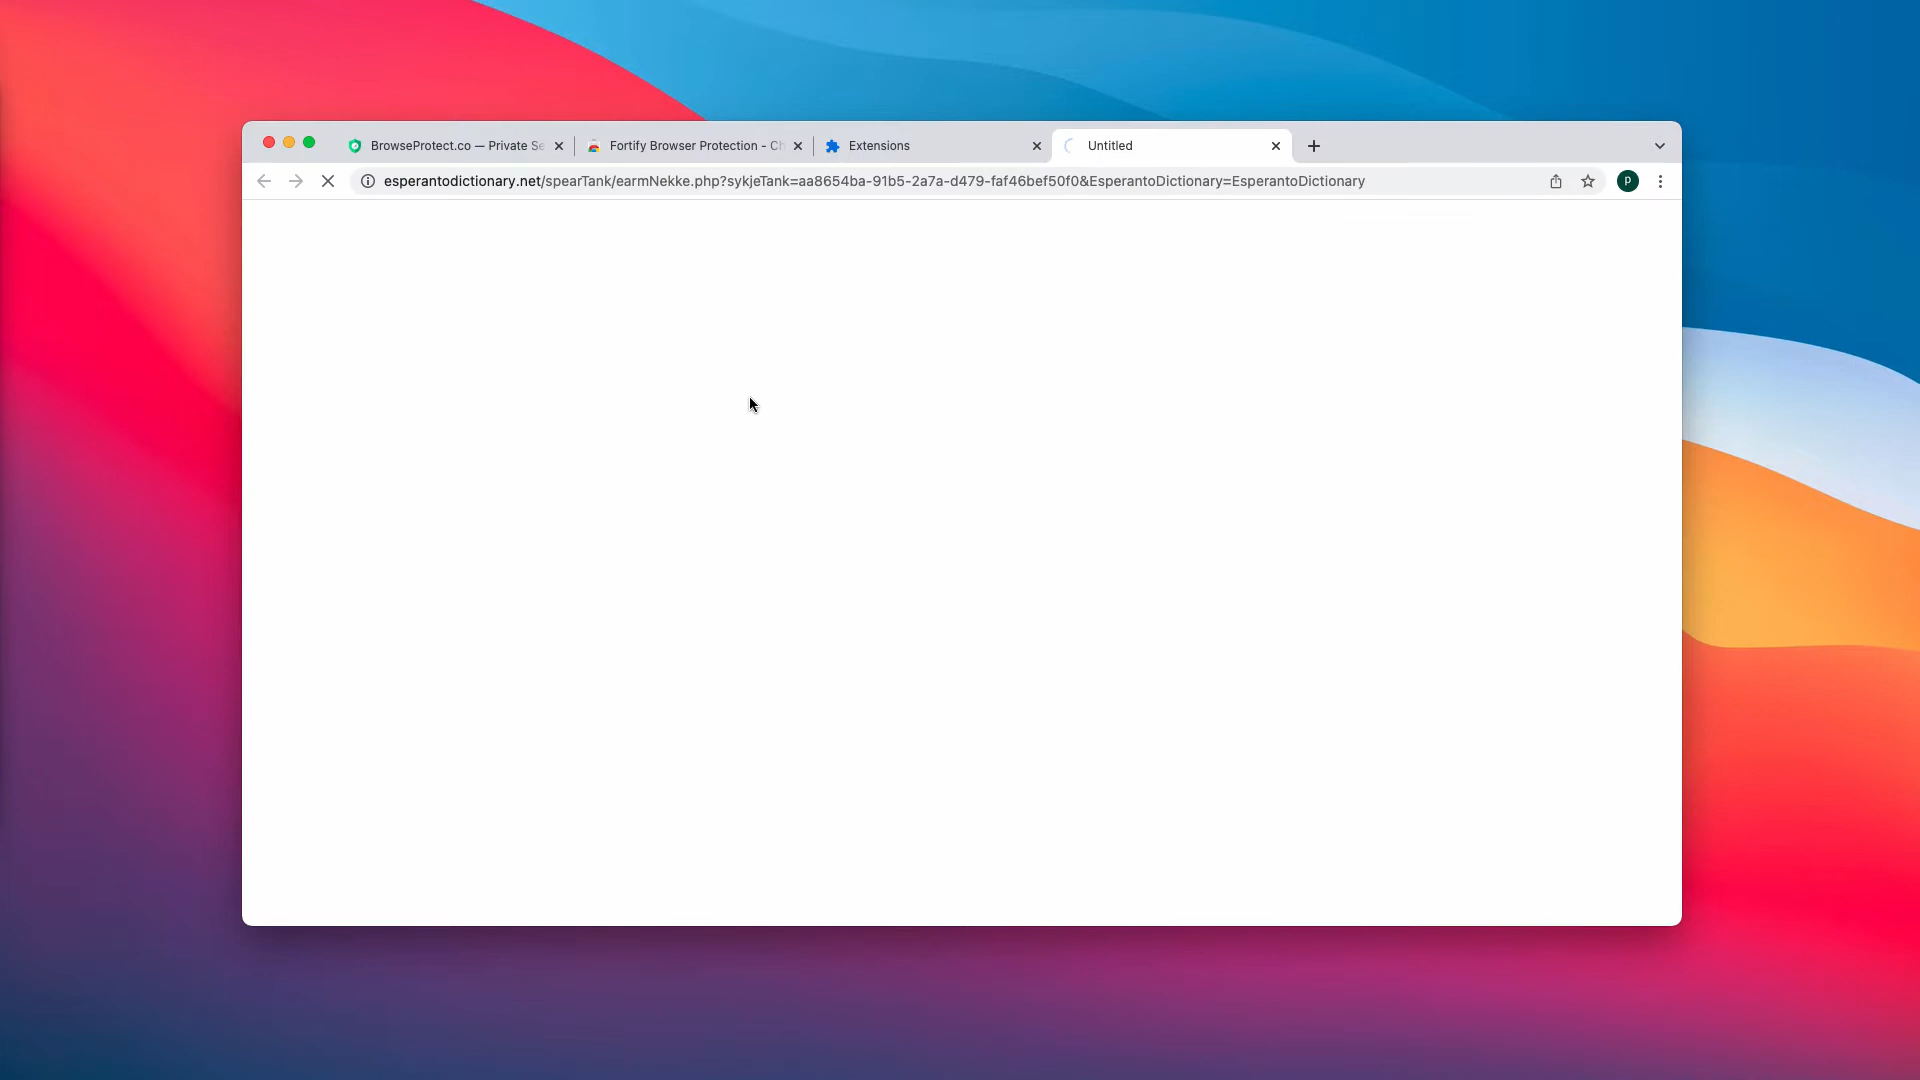 BrowseProtect.co — Private Se
Fortify Browser Protection - Ch
Extensions
Untitled
esperantodictionary.net/spearTank/earmNekke.php?sykjeTank=aa8654ba-91b5-2a7a-d479-faf46bef50f0&EsperantoDictionary=EsperantoDictionary
P